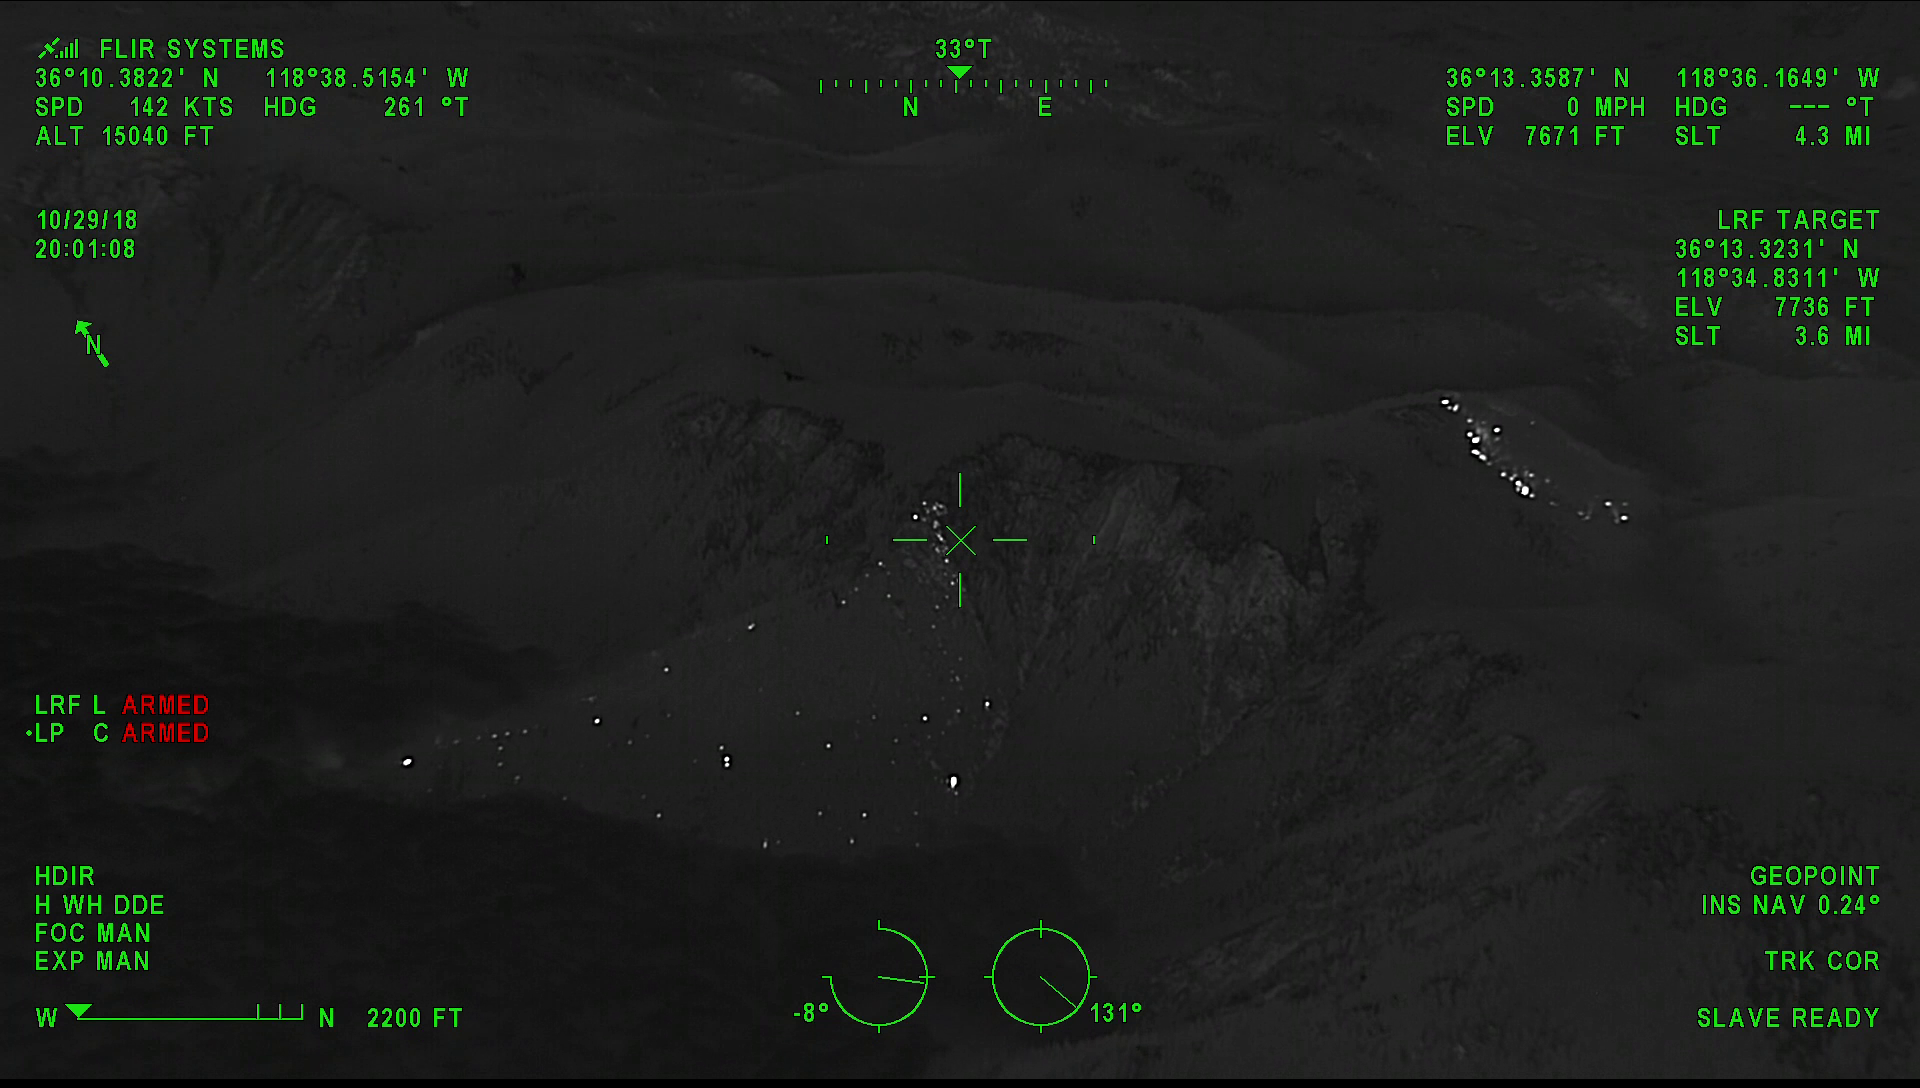 FLIR SYSTEMS
36°10.3822' N 118°38.5154' W
SPD 142 KTS HDG 261 °T
ALT 15040 FT
10/29/18
20:01:08
N
33°T
N E
36°13.3587' N 118°36.1649' W
SPD 0 MPH HDG --- °T
ELV 7671 FT SLT 4.3 MI
LRF TARGET
36°13.3231' N
118°34.8311' W
ELV 7736 FT
SLT 3.6 MI
LRF L ARMED
•LP C ARMED
HDIR
H WH DDE
FOC MAN
EXP MAN
W N 2200 FT
-8° 131°
GEOPOINT
INS NAV 0.24°
TRK COR
SLAVE READY